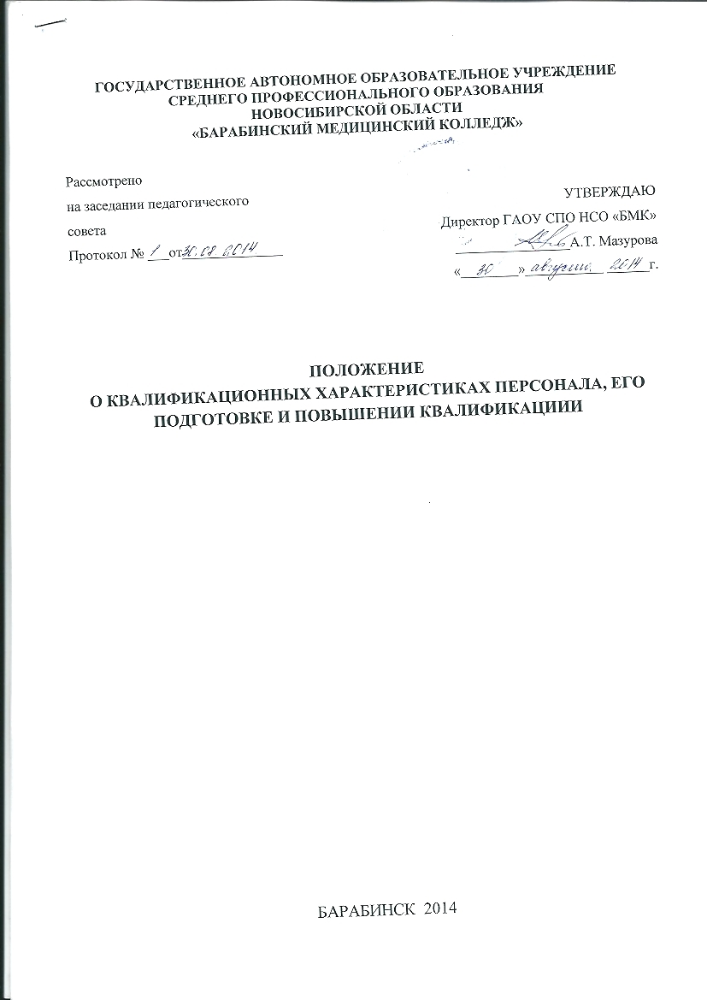 ГОСУДАРСТВЕННОЕ АВТОНОМНОЕ ОБРАЗОВАТЕЛЬНОЕ УЧРЕЖДЕНИЕ
СРЕДНЕГО ПРОФЕССИОНАЛЬНОГО ОБРАЗОВАНИЯ
НОВОСИБИРСКОЙ ОБЛАСТИ
«БАРАБИНСКИЙ МЕДИЦИНСКИЙ КОЛЛЕДЖ»
Рассмотрено
на заседании педагогического
совета
Протокол № 1 от 30.08.2014
УТВЕРЖДАЮ
Директор ГАОУ СПО НСО «БМК»
А.Т. Мазурова
« 30 » августа 2014 г.
ПОЛОЖЕНИЕ
О КВАЛИФИКАЦИОННЫХ ХАРАКТЕРИСТИКАХ ПЕРСОНАЛА, ЕГО
ПОДГОТОВКЕ И ПОВЫШЕНИИ КВАЛИФИКАЦИИИ
БАРАБИНСК 2014